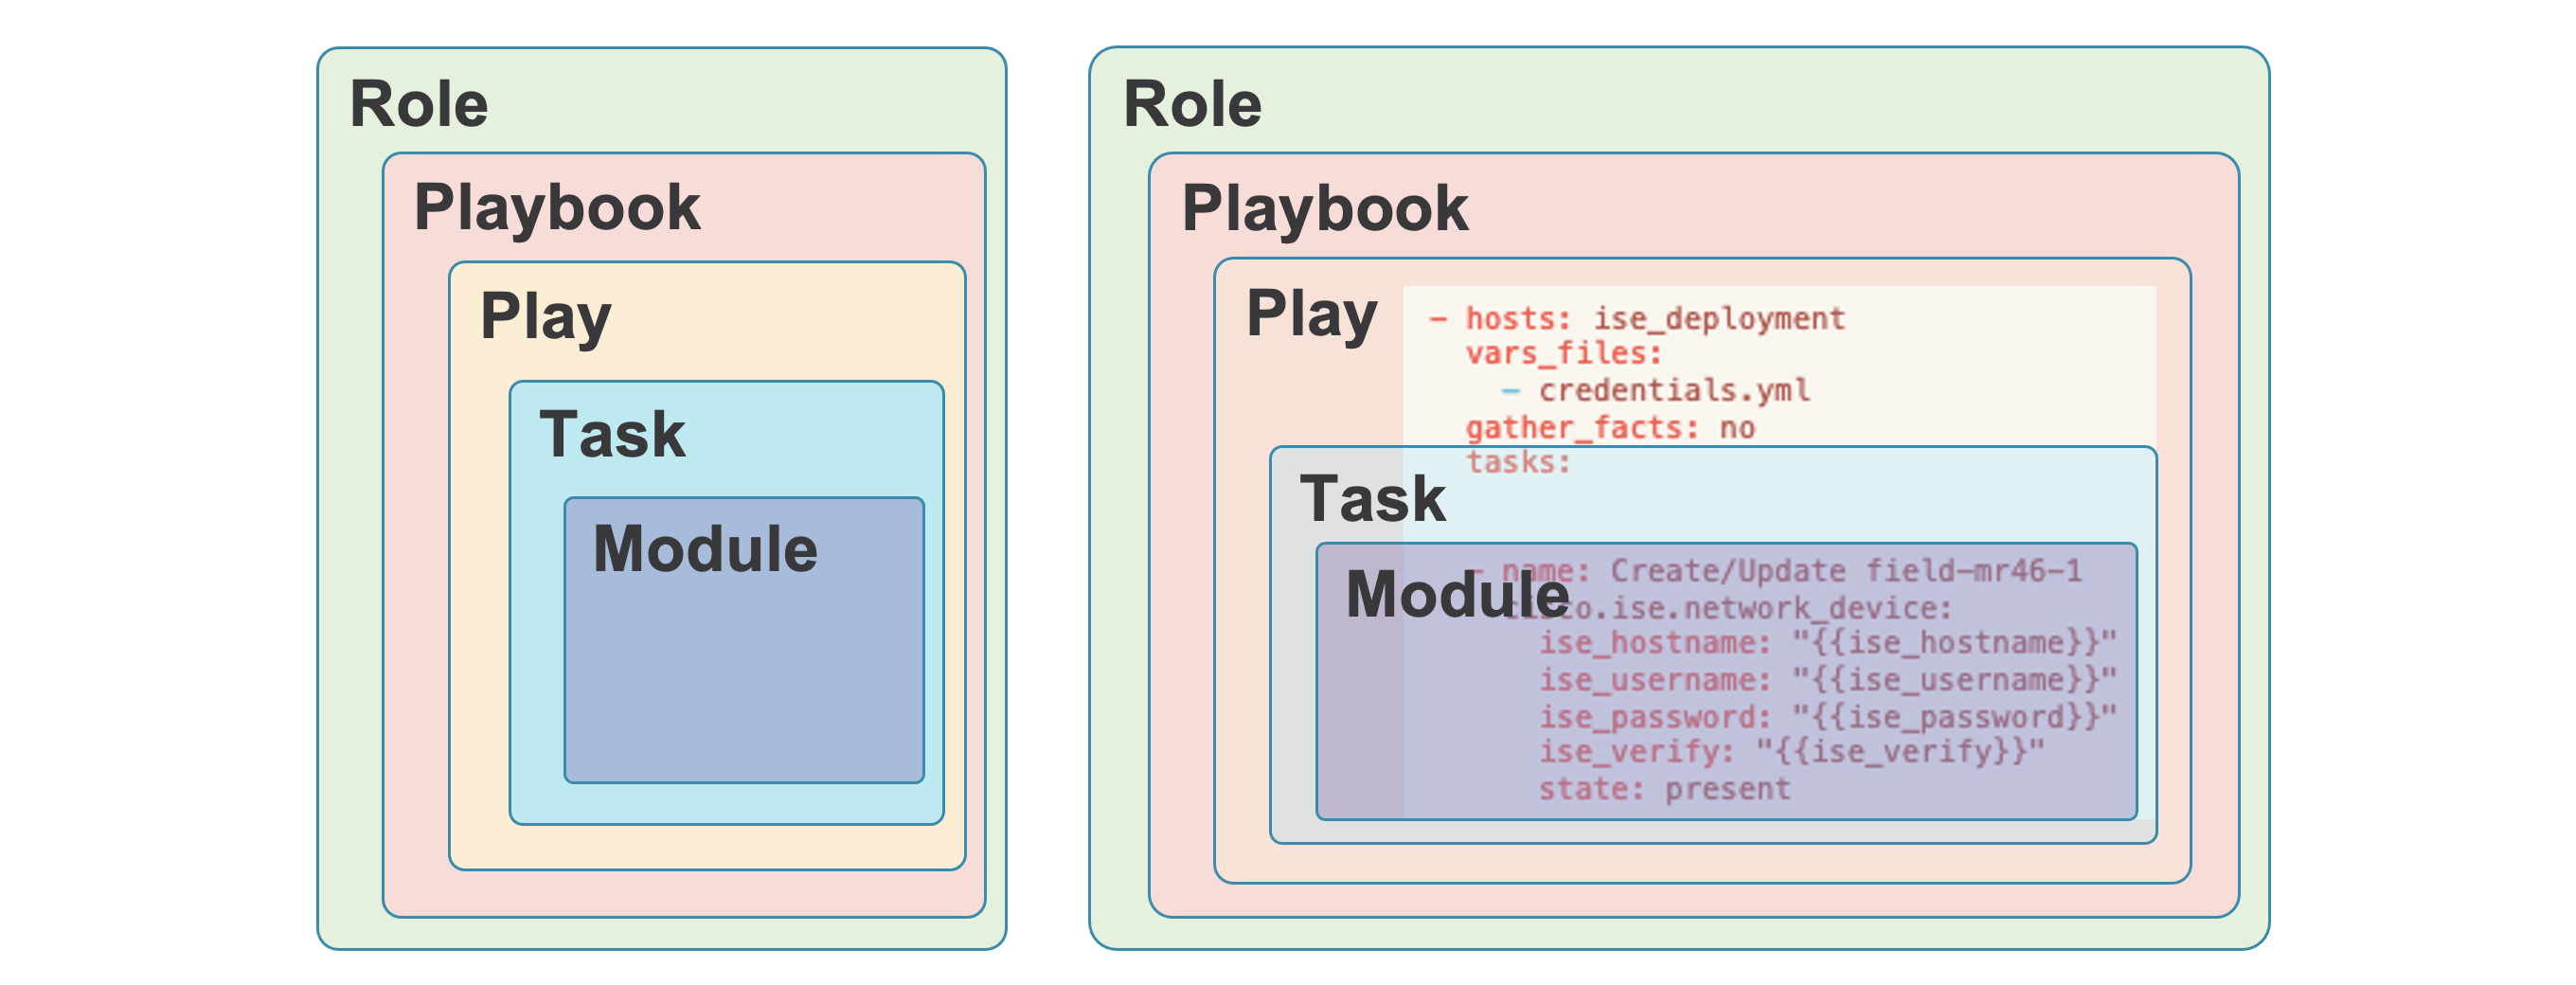 Role
Playbook
Play
Task
Module
Role
Playbook
Play
- hosts: ise_deployment
vars_files:
- credentials.yml
gather_facts: no
tasks:
Task
Module
- name: Create/Update field-mr46-1
.ise.network_device:
ise_hostname: "{{ise_hostname}}"
ise_username: "{{ise_username}}"
ise_password: "{{ise_password}}"
ise_verify: "{{ise_verify}}"
state: present